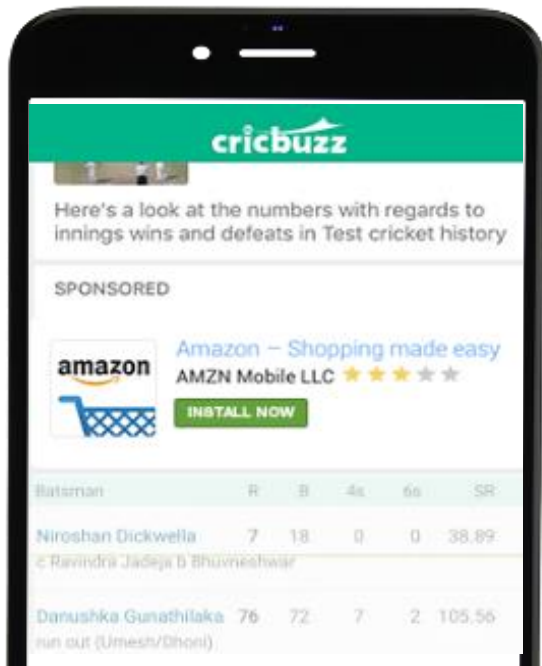 cricbuzz
Here's a look at the numbers with regards to
innings wins and defeats in Test cricket history
SPONSORED
amazon
Amazon – Shopping made easy
AMZN Mobile LLC
INSTALL NOW
Batsman R B 4s 6s SR
Niroshan Dickwella 7 18 0 0 38.89
c Ravindra Jadeja b Bhuvneshwar
Danushka Gunathilaka 76 72 7 2 105.56
run out (Umesh/Dhoni)